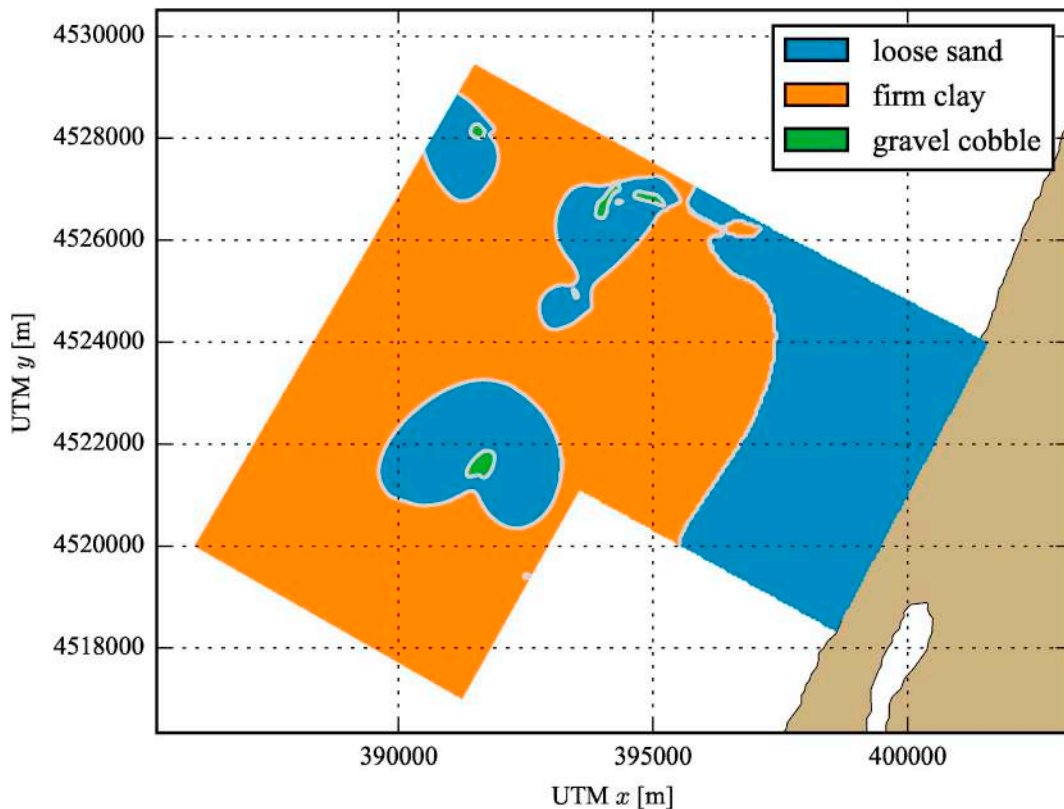 4530000
4528000
4526000
4524000
4522000
4520000
4518000
UTM y [m]
loose sand
firm clay
gravel cobble
390000
395000
400000
UTM x [m]